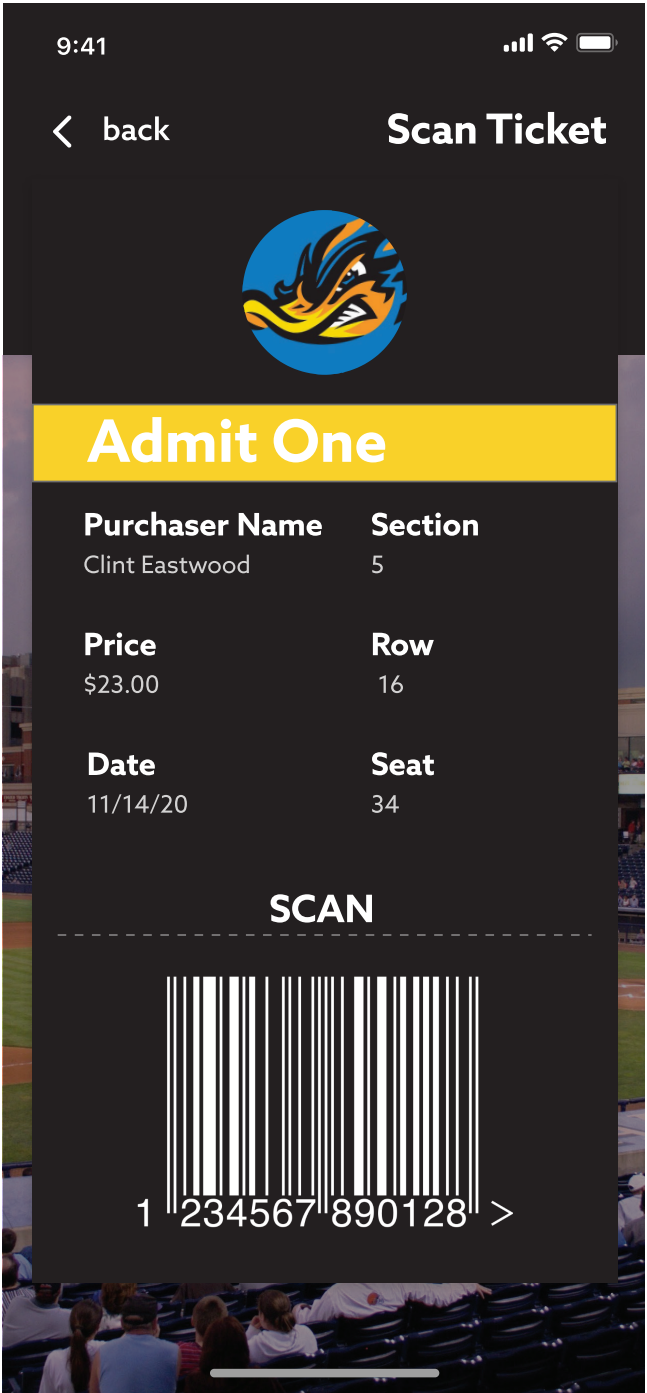 9:41
back
Scan Ticket
Admit One
Purchaser Name
Section
Clint Eastwood
5
Price
Row
$23.00
16
Date
Seat
11/14/20
34
SCAN
1 234567 890128 >